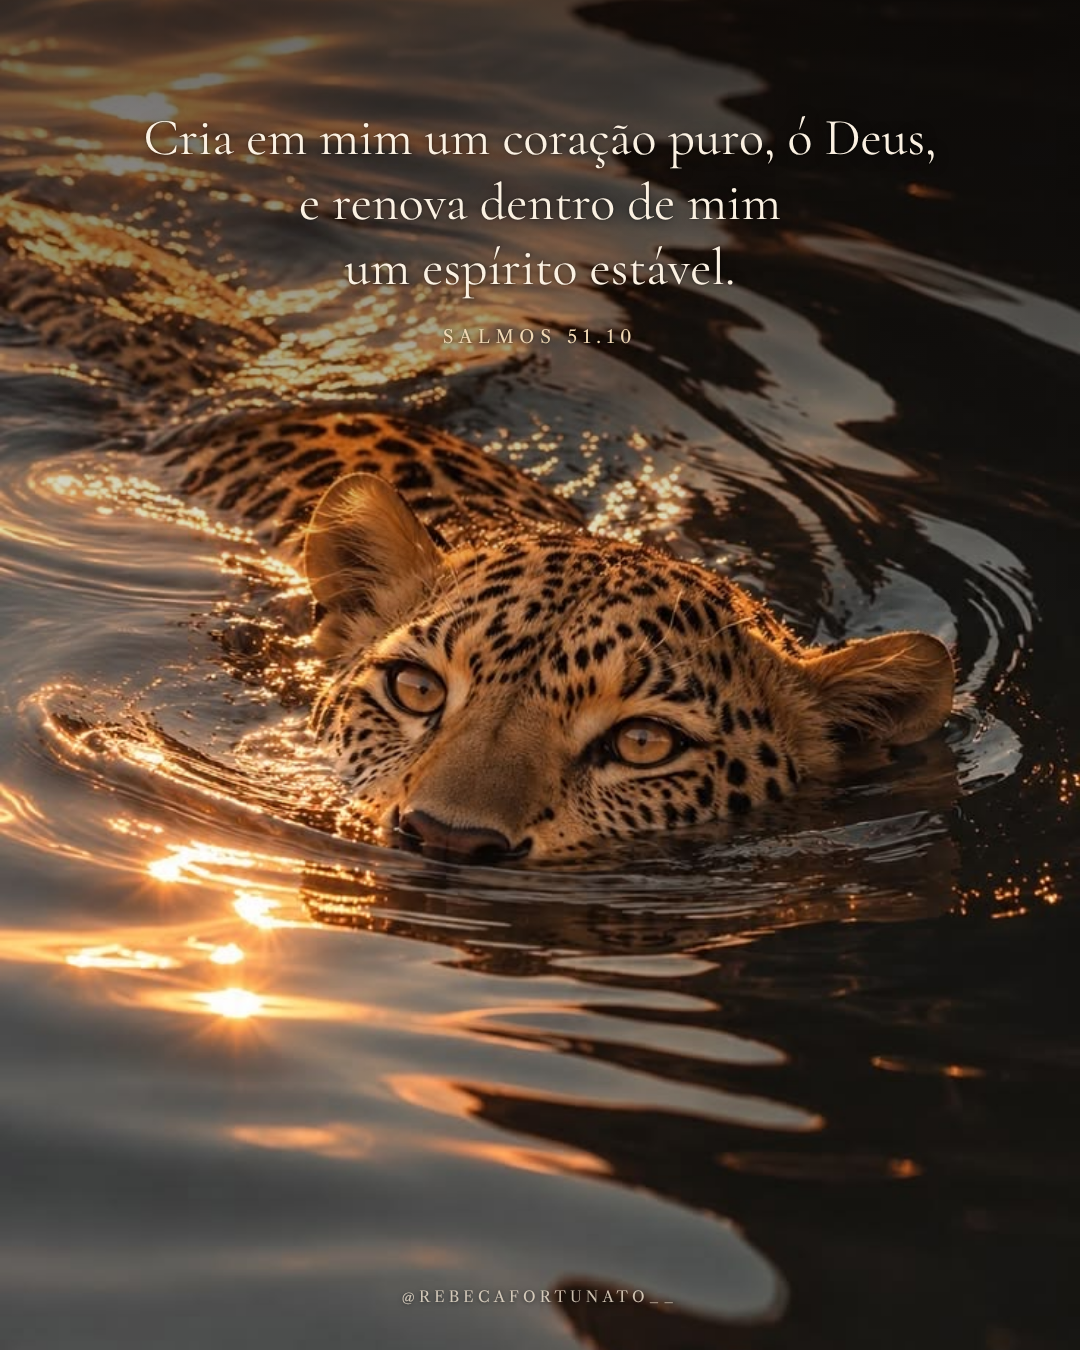 Cria em mim um coração puro, ó Deus,
e renova dentro de mim
um espírito estável.
SALMOS 51.10
@REBECAFORTUNATO__